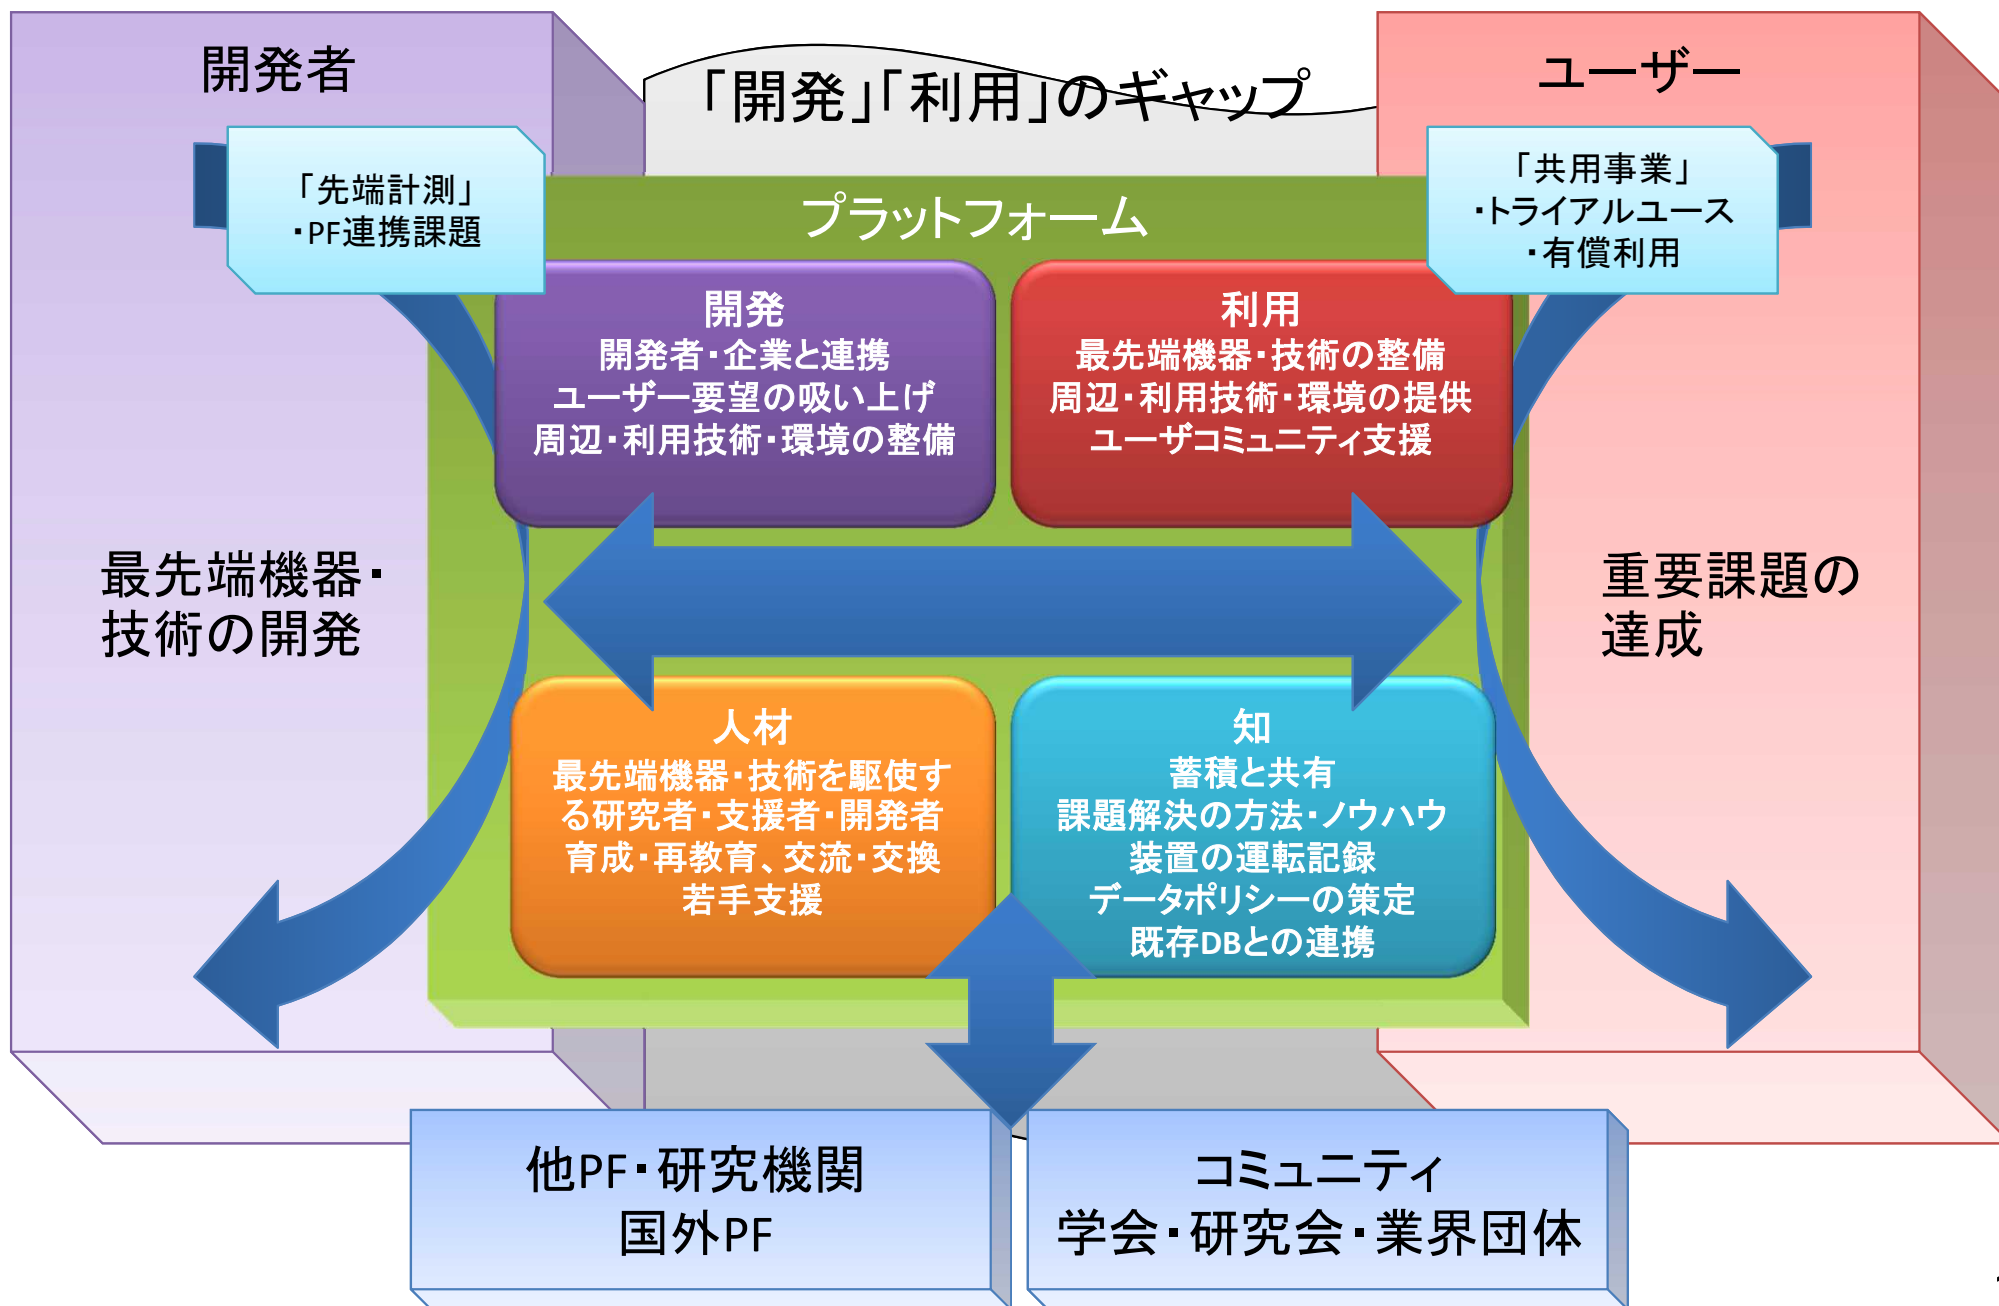 開発者
「開発」「利用」のギャップ
ユーザー
「先端計測」
・PF連携課題
「共用事業」
・トライアルユース
・有償利用
プラットフォーム
開発
開発者・企業と連携
ユーザー要望の吸い上げ
周辺・利用技術・環境の整備
利用
最先端機器・技術の整備
周辺・利用技術・環境の提供
ユーザコミュニティ支援
最先端機器・
技術の開発
重要課題の
達成
人材
最先端機器・技術を駆使す
る研究者・支援者・開発者
育成・再教育、交流・交換
若手支援
知
蓄積と共有
課題解決の方法・ノウハウ
装置の運転記録
データポリシーの策定
既存DBとの連携
他PF・研究機関
国外PF
コミュニティ
学会・研究会・業界団体